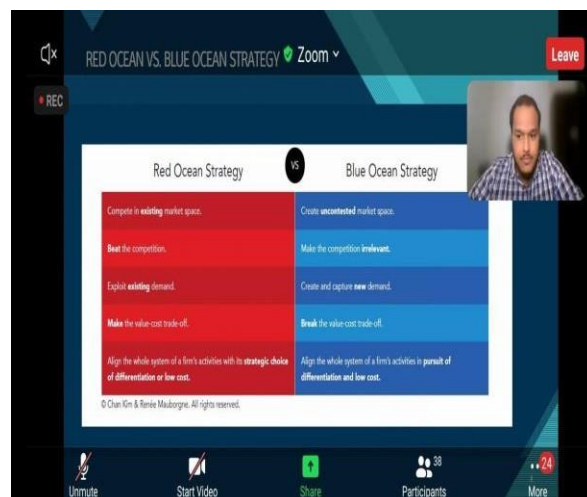 RED OCEAN VS. BLUE OCEAN STRATEGY Zoom
Leave
REC
Red Ocean Strategy
VS
Blue Ocean Strategy
Compete in existing market space.
Create uncontested market space.
Beat the competition.
Make the competition irrelevant.
Exploit existing demand.
Create and capture new demand.
Make the value-cost trade-off.
Break the value-cost trade-off.
Align the whole system of a firm's activities with its strategic choice
of differentiation or low cost.
Align the whole system of a firm's activities in pursuit of
differentiation and low cost.
© Chan Kim & Renée Mauborgne. All rights reserved.
38
24
Unmute
Start Video
Share
Participants
More